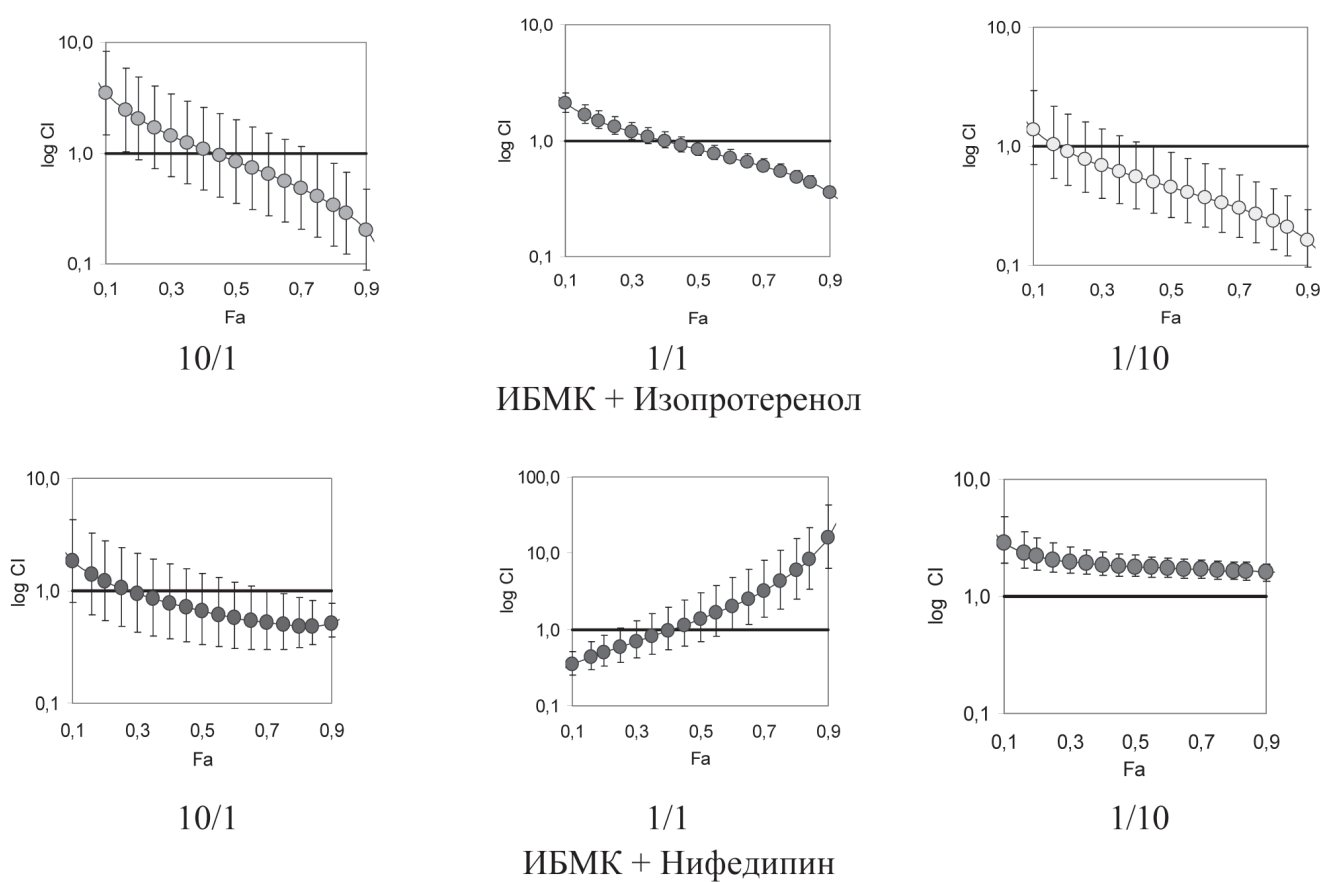 10,0 10,0 10,0
log CI 1,0 log CI 1,0 log CI 1,0
0,1 0,1 0,1
0,1 0,3 0,5 0,7 0,9 0,1 0,3 0,5 0,7 0,9 0,1 0,3 0,5 0,7 0,9
Fa Fa Fa
10/1 1/1 1/10
ИБМК + Изопротеренол
10,0 100,0 10,0
10,0
log CI 1,0 log CI 1,0 log CI 1,0
0,1 0,1 0,1
0,1 0,3 0,5 0,7 0,9 0,1 0,3 0,5 0,7 0,9 0,1 0,3 0,5 0,7 0,9
Fa Fa Fa
10/1 1/1 1/10
ИБМК + Нифедипин